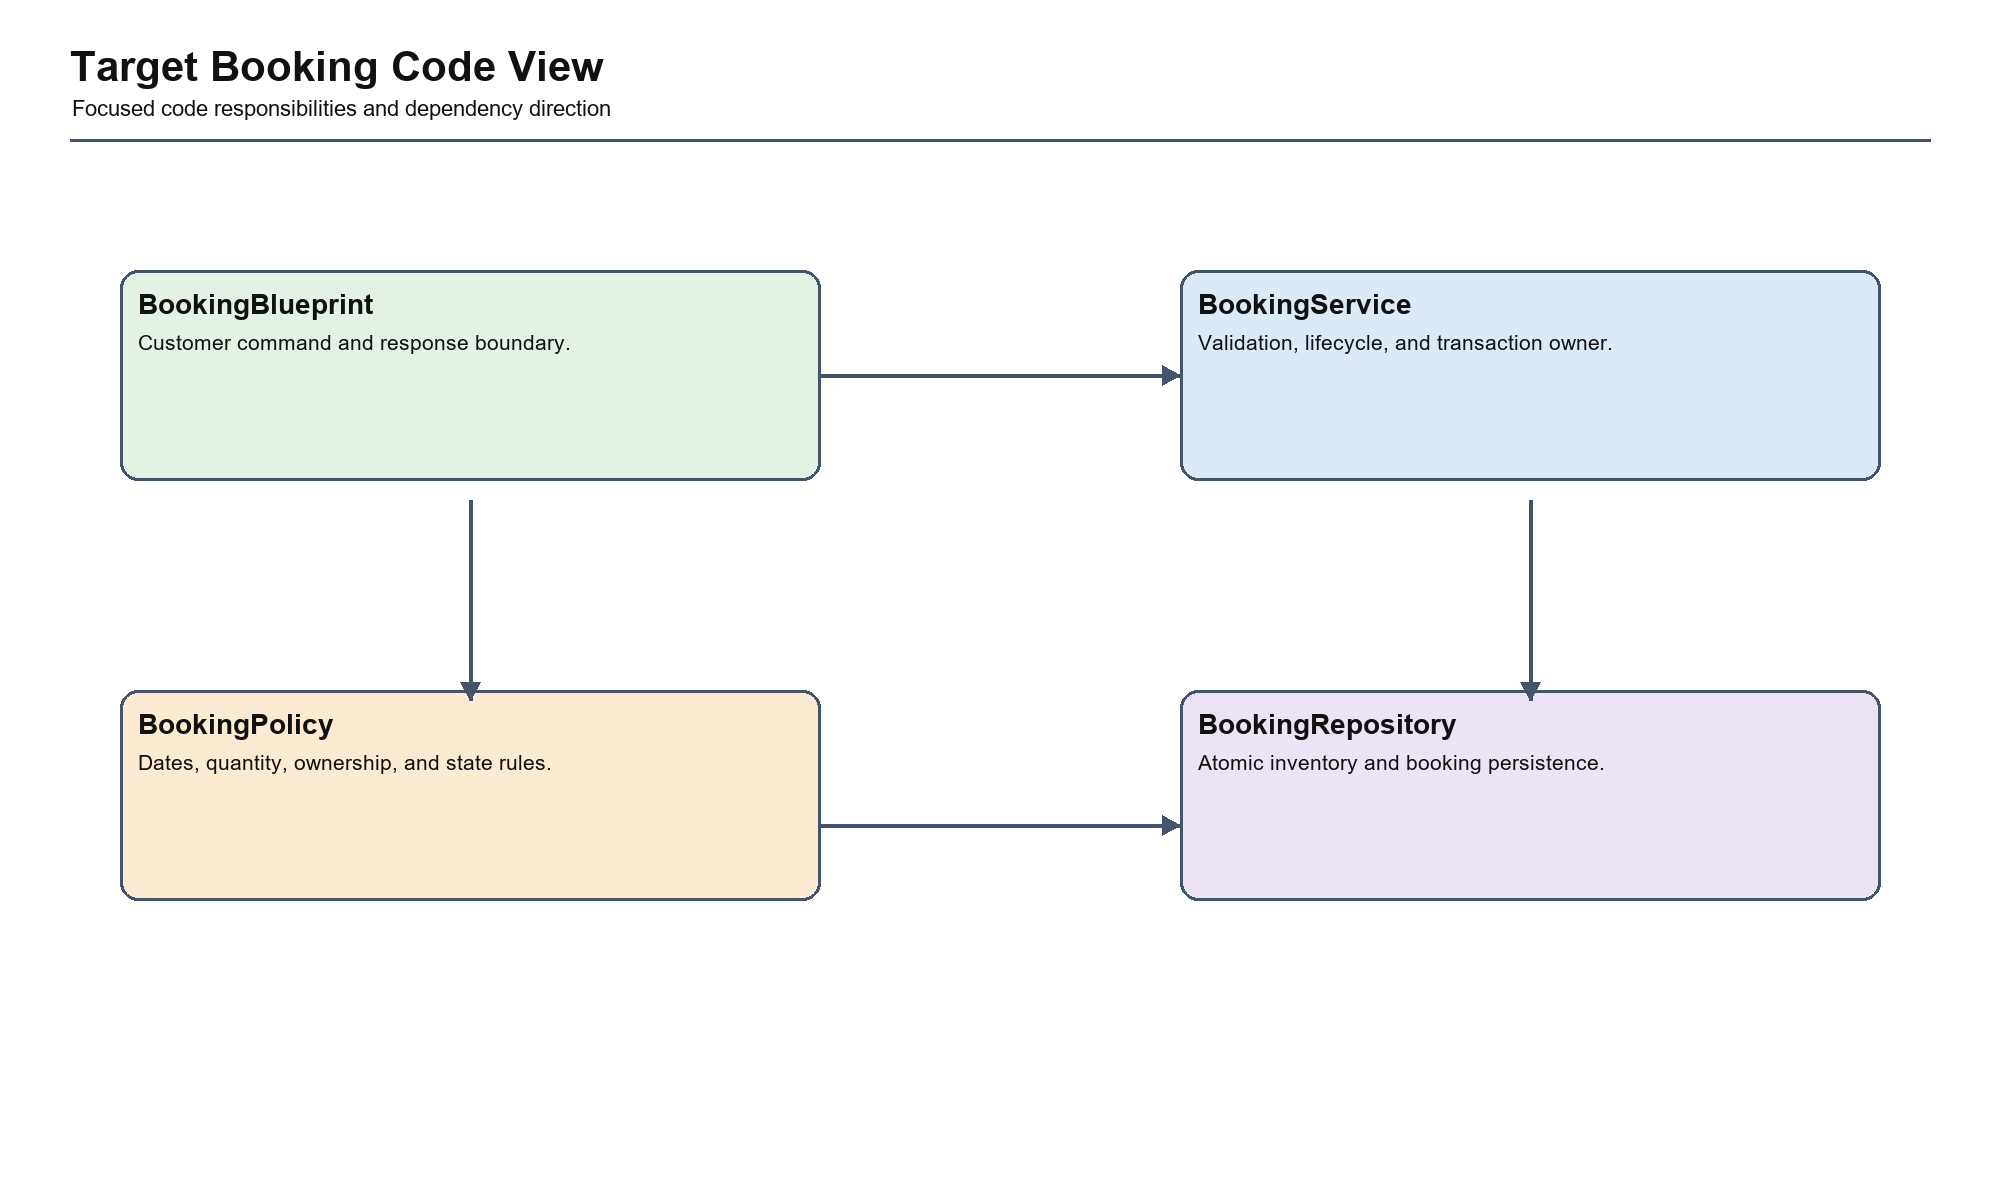 Target Booking Code View
Focused code responsibilities and dependency direction
BookingBlueprint
Customer command and response boundary.
BookingService
Validation, lifecycle, and transaction owner.
BookingPolicy
Dates, quantity, ownership, and state rules.
BookingRepository
Atomic inventory and booking persistence.